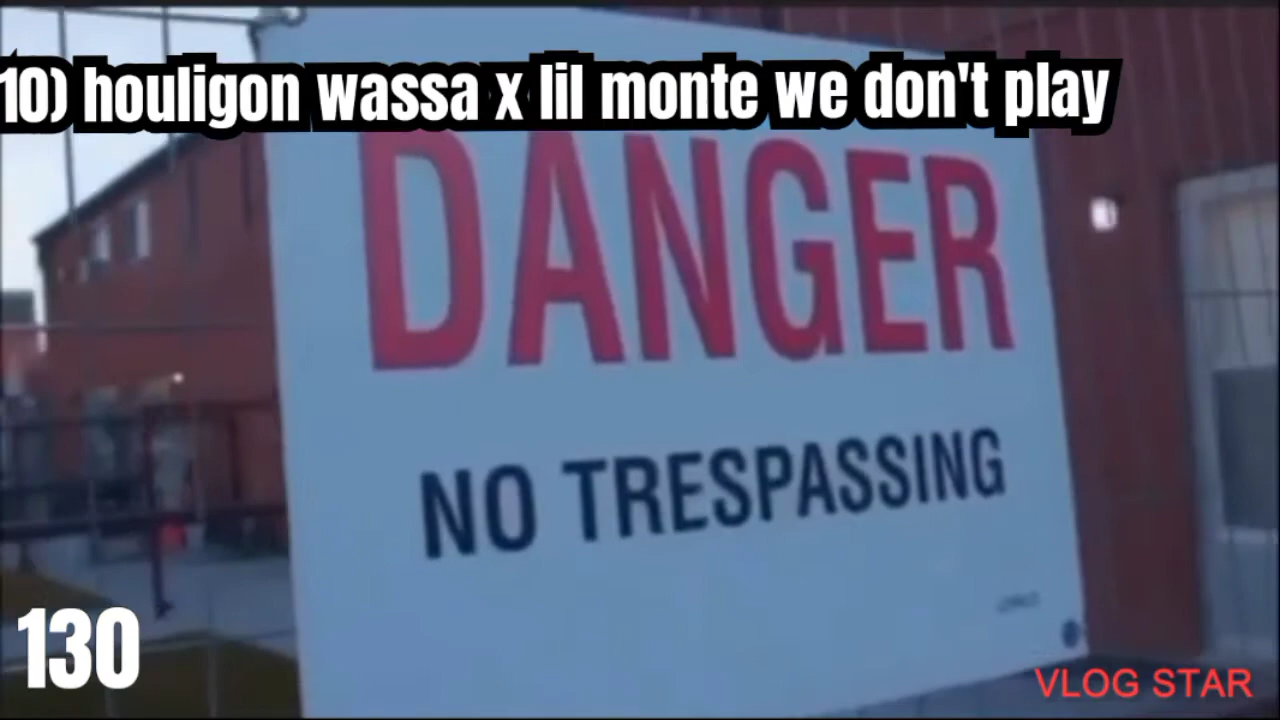 10) houligon wassa x lil monte we don't play
DANGER
NO TRESPASSING
130
VLOG STAR